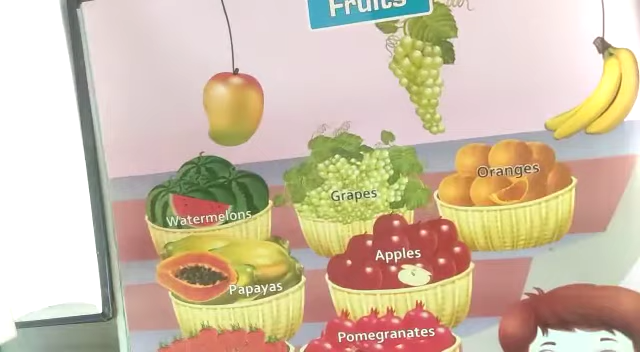 Fruits
Oranges
Grapes
Watermelons
Apples
Papayas
Pomegranates